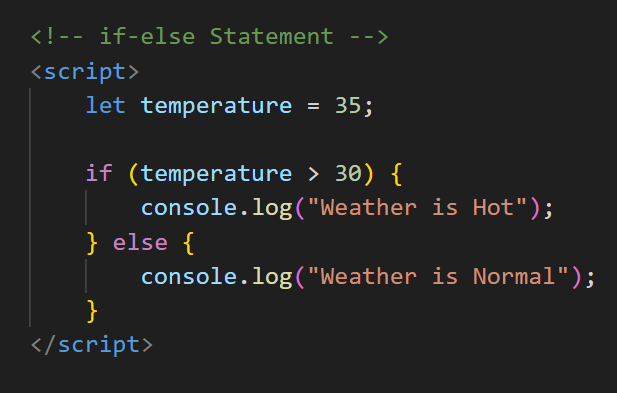 <!-- if-else Statement -->
<script>
    let temperature = 35;

    if (temperature > 30) {
        console.log("Weather is Hot");
    } else {
        console.log("Weather is Normal");
    }
</script>